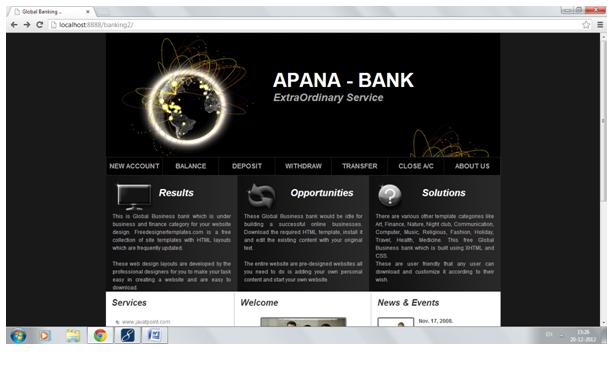 Global Banking ..
localhost:8888/banking2/
APANA - BANK
ExtraOrdinary Service
NEW ACCOUNT BALANCE DEPOSIT WITHDRAW TRANSFER CLOSE A/C ABOUT US
Results
This is Global Business bank which is under
business and finance category for your website
design. Freedesignertemplates.com is a free
collection of site templates with HTML layouts
which are frequently updated.
These web design layouts are developed by the
professional designers for you to make your task
easy in creating a website and are easy to
download.
Opportunities
These Global Business bank would be idle for
building a successful online businesses.
Download the required HTML template, install it
and edit the existing content with your original
text.
The entire website are pre-designed websites all
you need to do is adding your own personal
content and start your own website.
Solutions
There are various other template categories like
Art, Finance, Nature, Night club, Communication,
Computer, Music, Religious, Fashion, Holiday,
Travel, Health, Medicine. This free Global
Business bank which is built using XHTML and
CSS.
These are user friendly that any user can
download and customize it according to their
wish.
Services
www.javatpoint.com
Welcome
News & Events
Nov. 17, 2008.
EN
13:26
20-12-2012